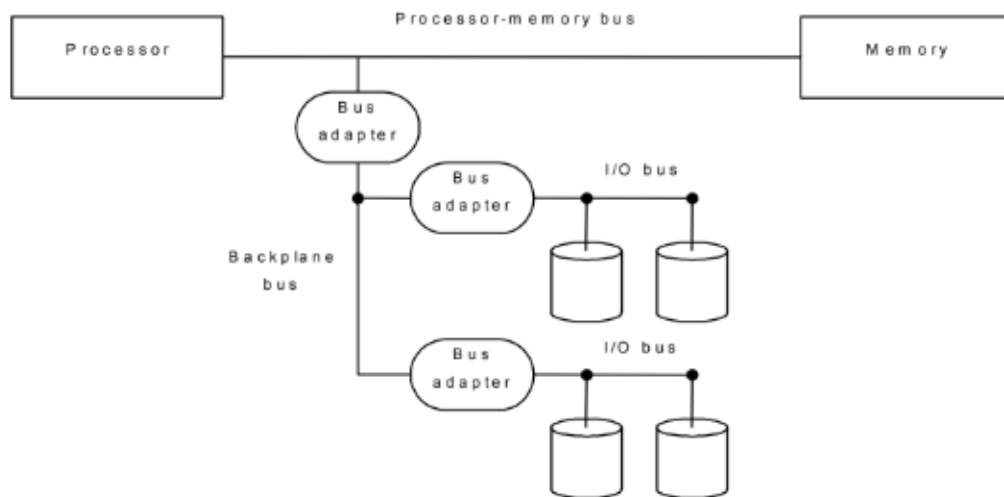 Processor-memory bus
Processor
Memory
Bus
adapter
Bus
adapter
I/O bus
Backplane
bus
Bus
adapter
I/O bus